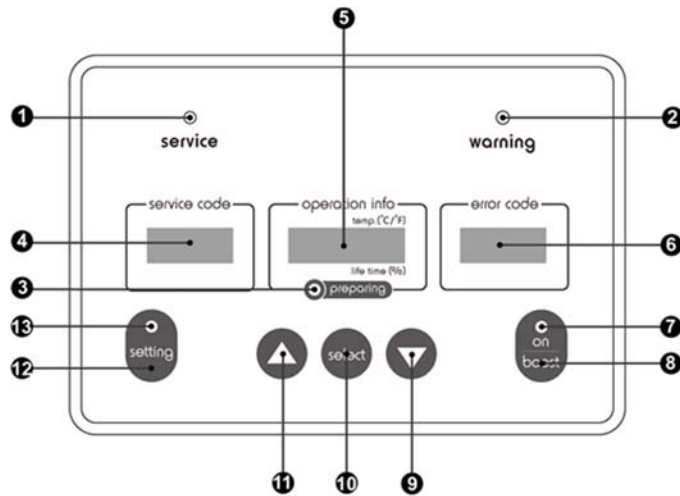 5
1
2
service
warning
service code
operation info
error code
temp.(°C/°F)
4
6
life time (%)
3
preparing
13
7
setting
select
on
12
boost
8
11
10
9